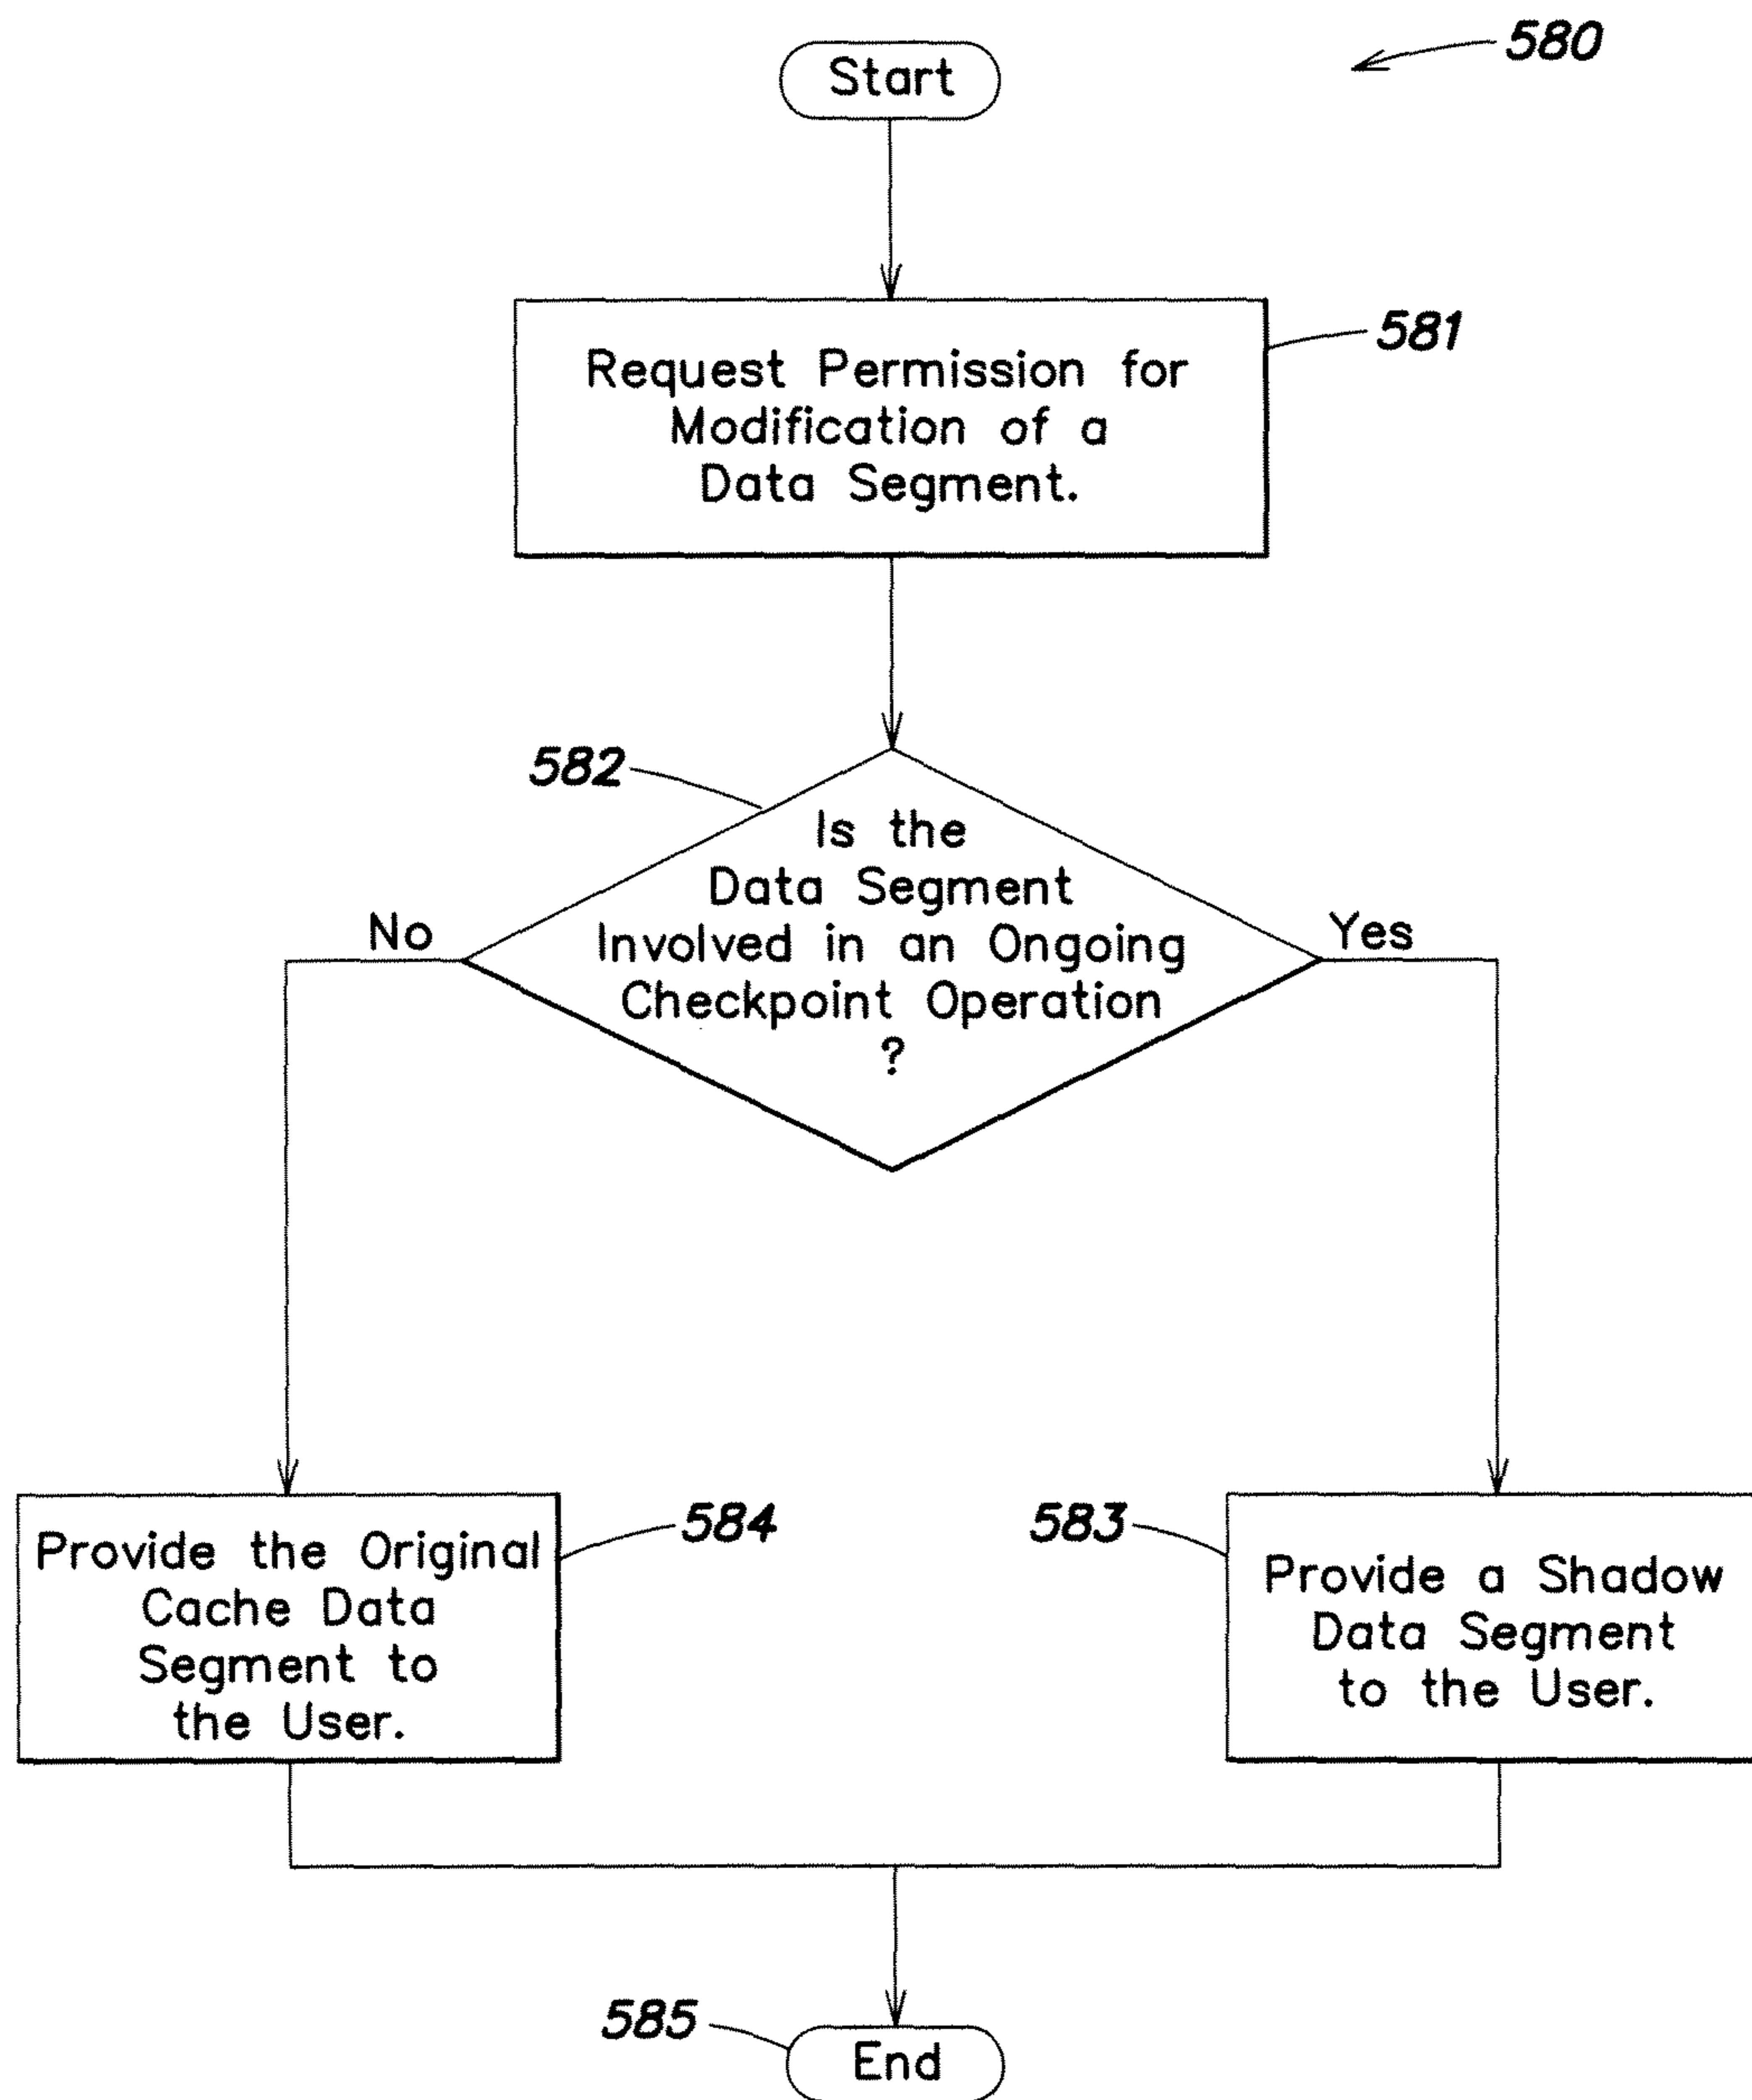 580
Start
581
Request Permission for
Modification of a
Data Segment.
582
Is the
Data Segment
Involved in an Ongoing
Checkpoint Operation
?
No
Yes
584
Provide the Original
Cache Data
Segment to
the User.
583
Provide a Shadow
Data Segment
to the User.
585
End